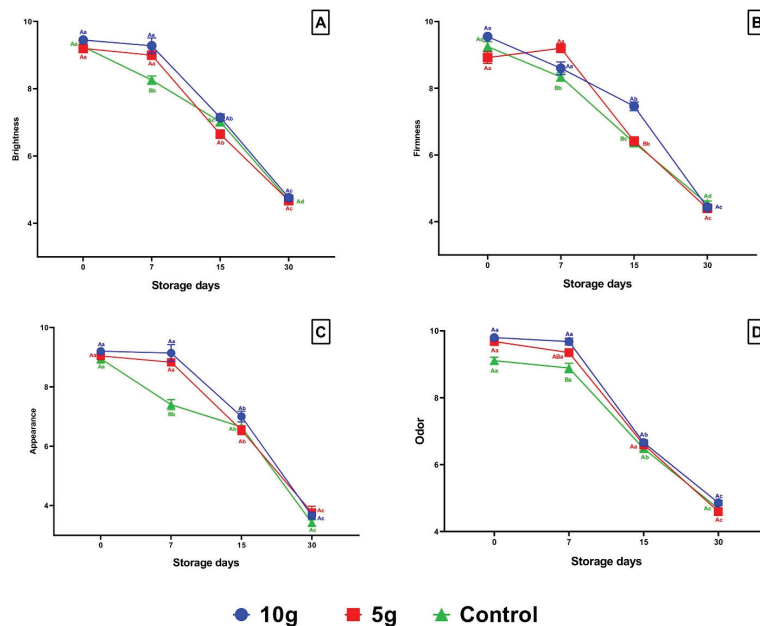 A
Brightness
10
8
6
4
Aa
Aa
Aa
Aa
Aa
Bb
Ab
Ab
Ac
Ad
Ac
0
7
15
30
Storage days
B
Firmness
10
8
6
4
Aa
Aa
Aa
Aa
Bb
Ab
Bb
Ad
Ac
Ac
0
7
15
30
Storage days
C
Appearance
10
8
6
4
Aa
Aa
Aa
Aa
Aa
Bb
Ab
Ab
Ab
Ac
Ac
Ac
0
7
15
30
Storage days
D
Odor
10
8
6
4
Aa
Aa
Aa
Aa
ABa
Ba
Ab
Aa
Ab
Ac
Ac
Ac
0
7
15
30
Storage days
10g 5g Control